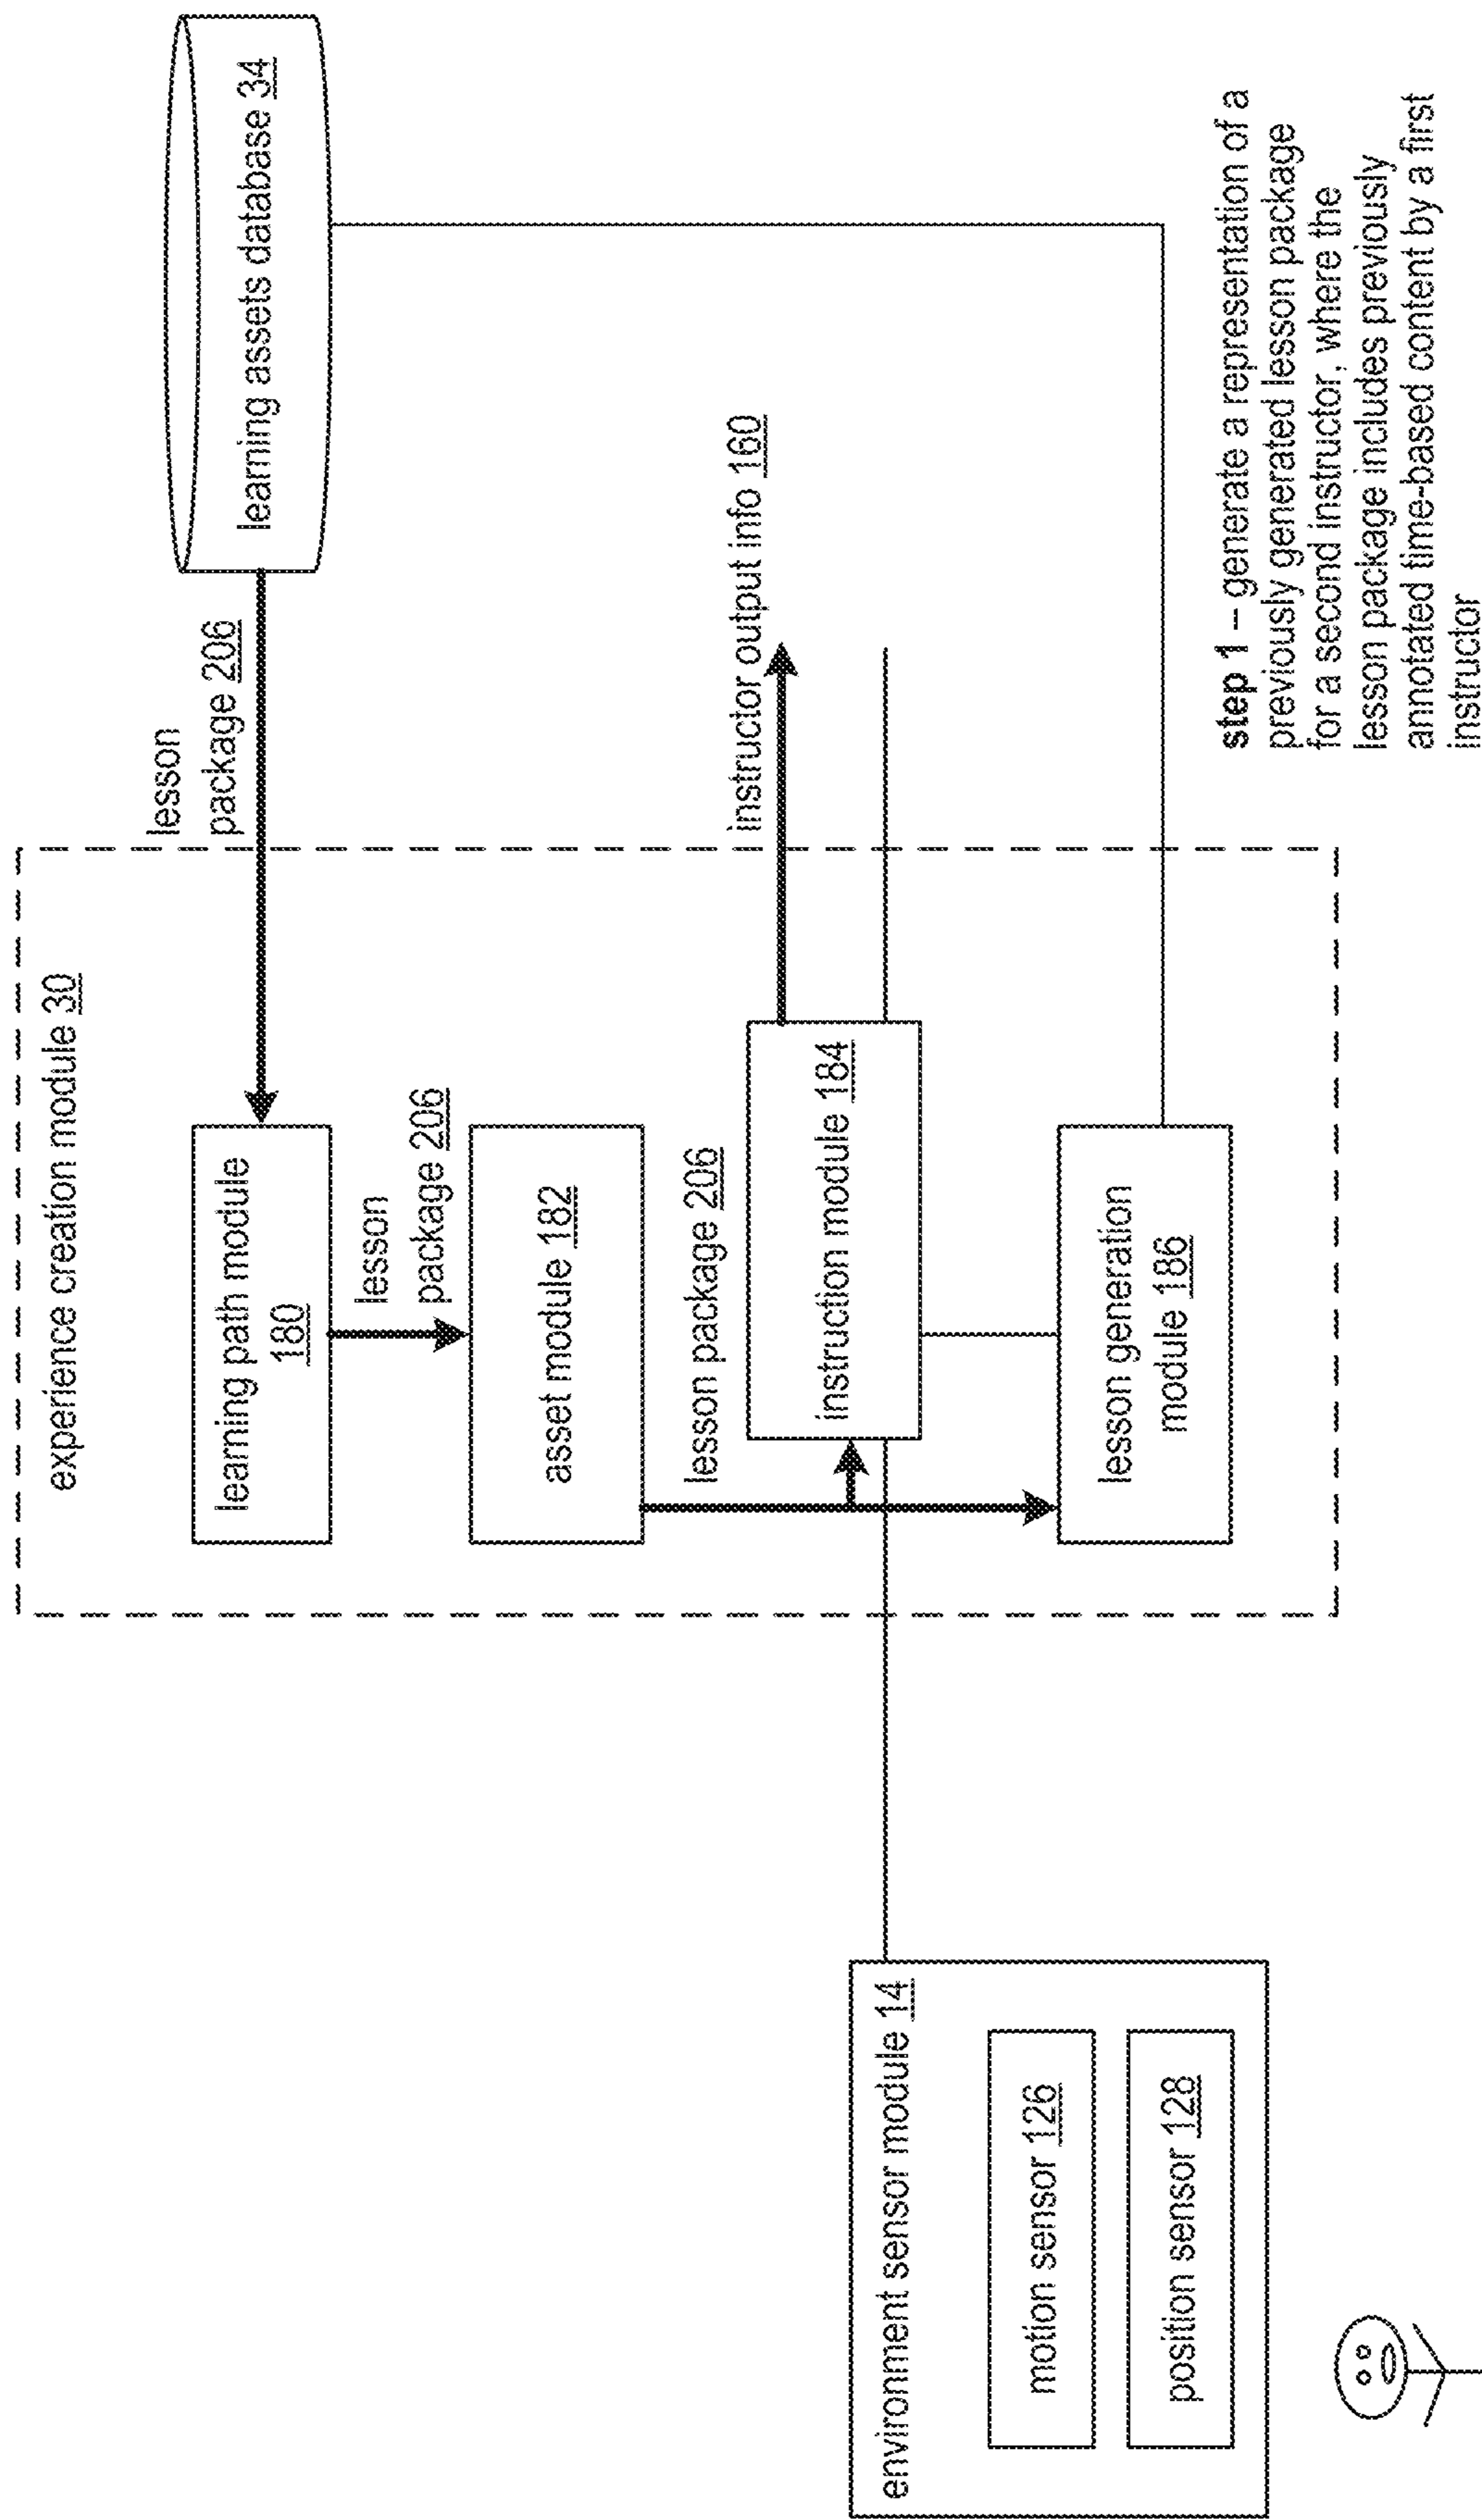 experience creation module 30
lesson
package 206
learning assets database 34
learning path module
180
lesson
package 206
asset module 182
lesson package 206
instructor output info 160
instruction module 184
environment sensor module 14
motion sensor 126
position sensor 128
lesson generation
module 186
step 1 – generate a representation of a
previously generated lesson package
for a second instructor, where the
lesson package includes previously
annotated time-based content by a first
instructor